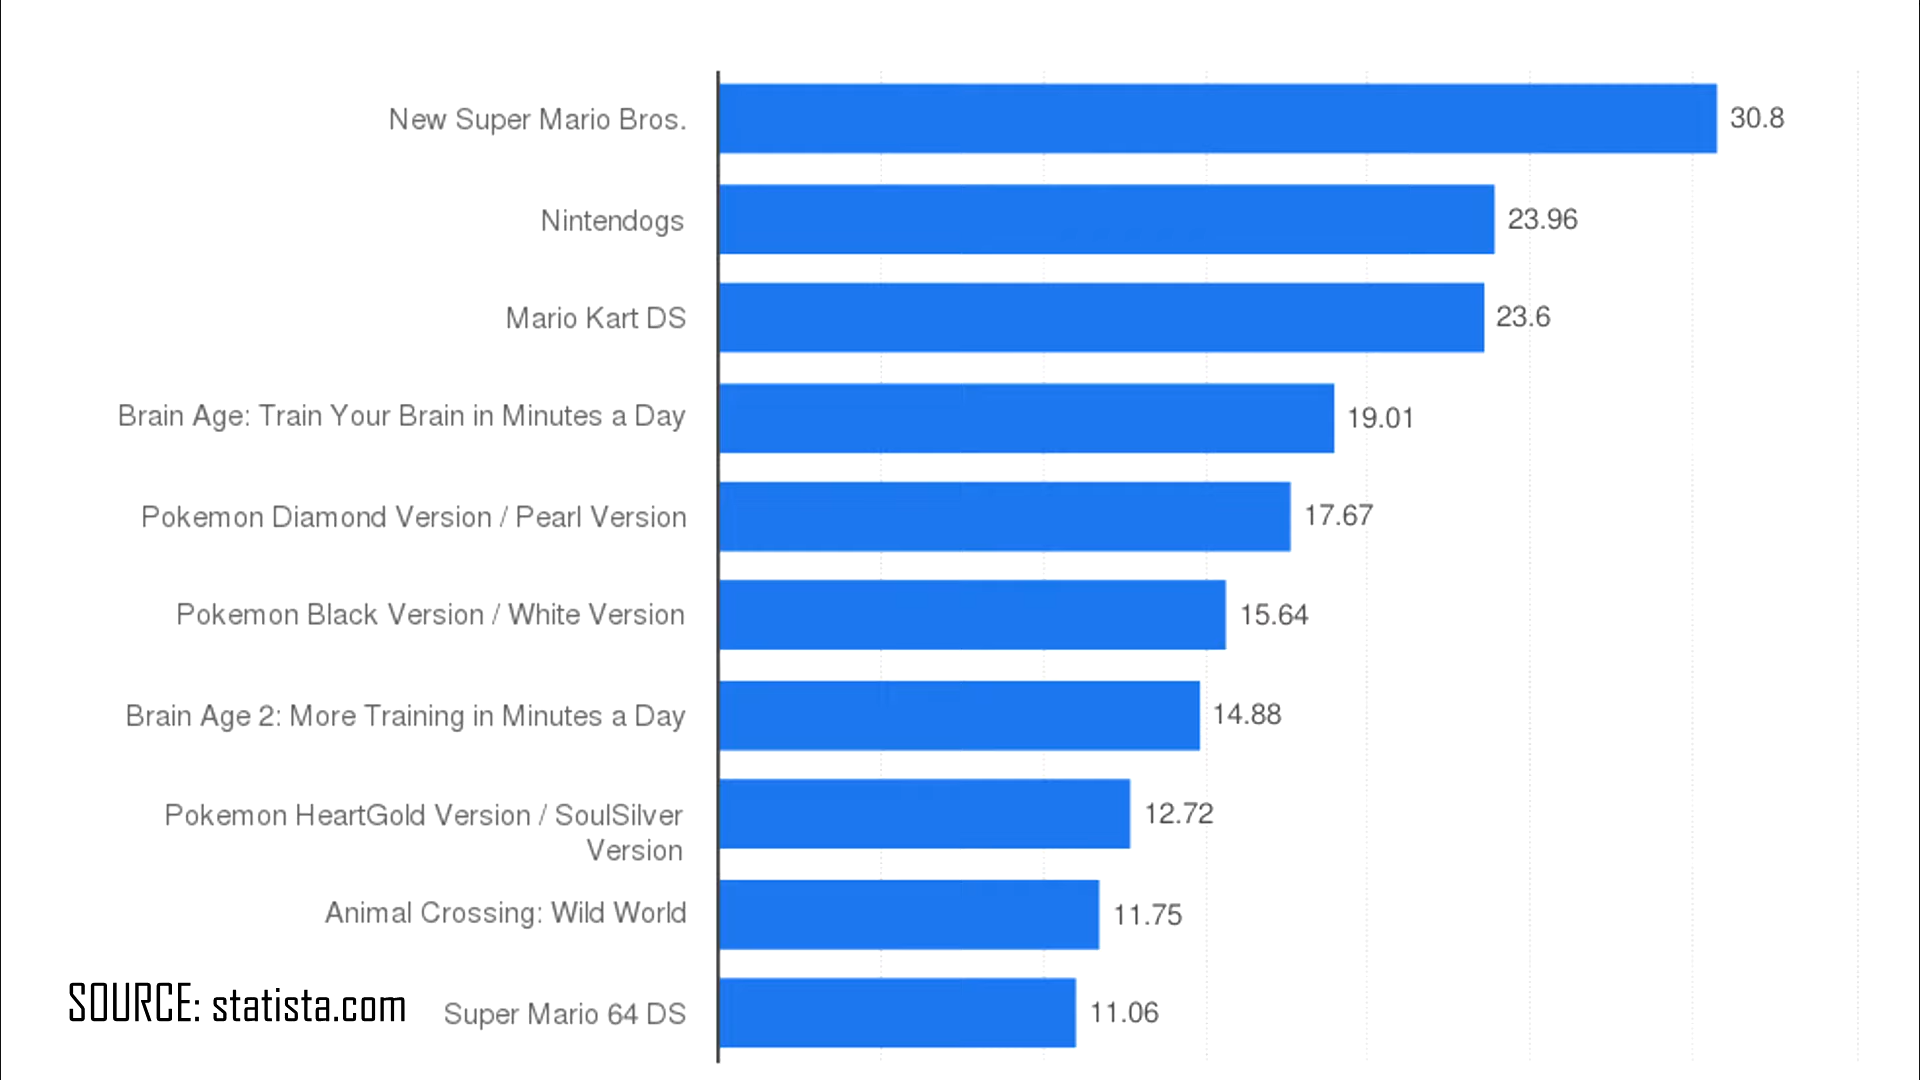 New Super Mario Bros.
30.8
Nintendogs
23.96
Mario Kart DS
23.6
Brain Age: Train Your Brain in Minutes a Day
19.01
Pokemon Diamond Version / Pearl Version
17.67
Pokemon Black Version / White Version
15.64
Brain Age 2: More Training in Minutes a Day
14.88
Pokemon HeartGold Version / SoulSilver
Version
12.72
Animal Crossing: Wild World
11.75
SOURCE: statista.com
Super Mario 64 DS
11.06